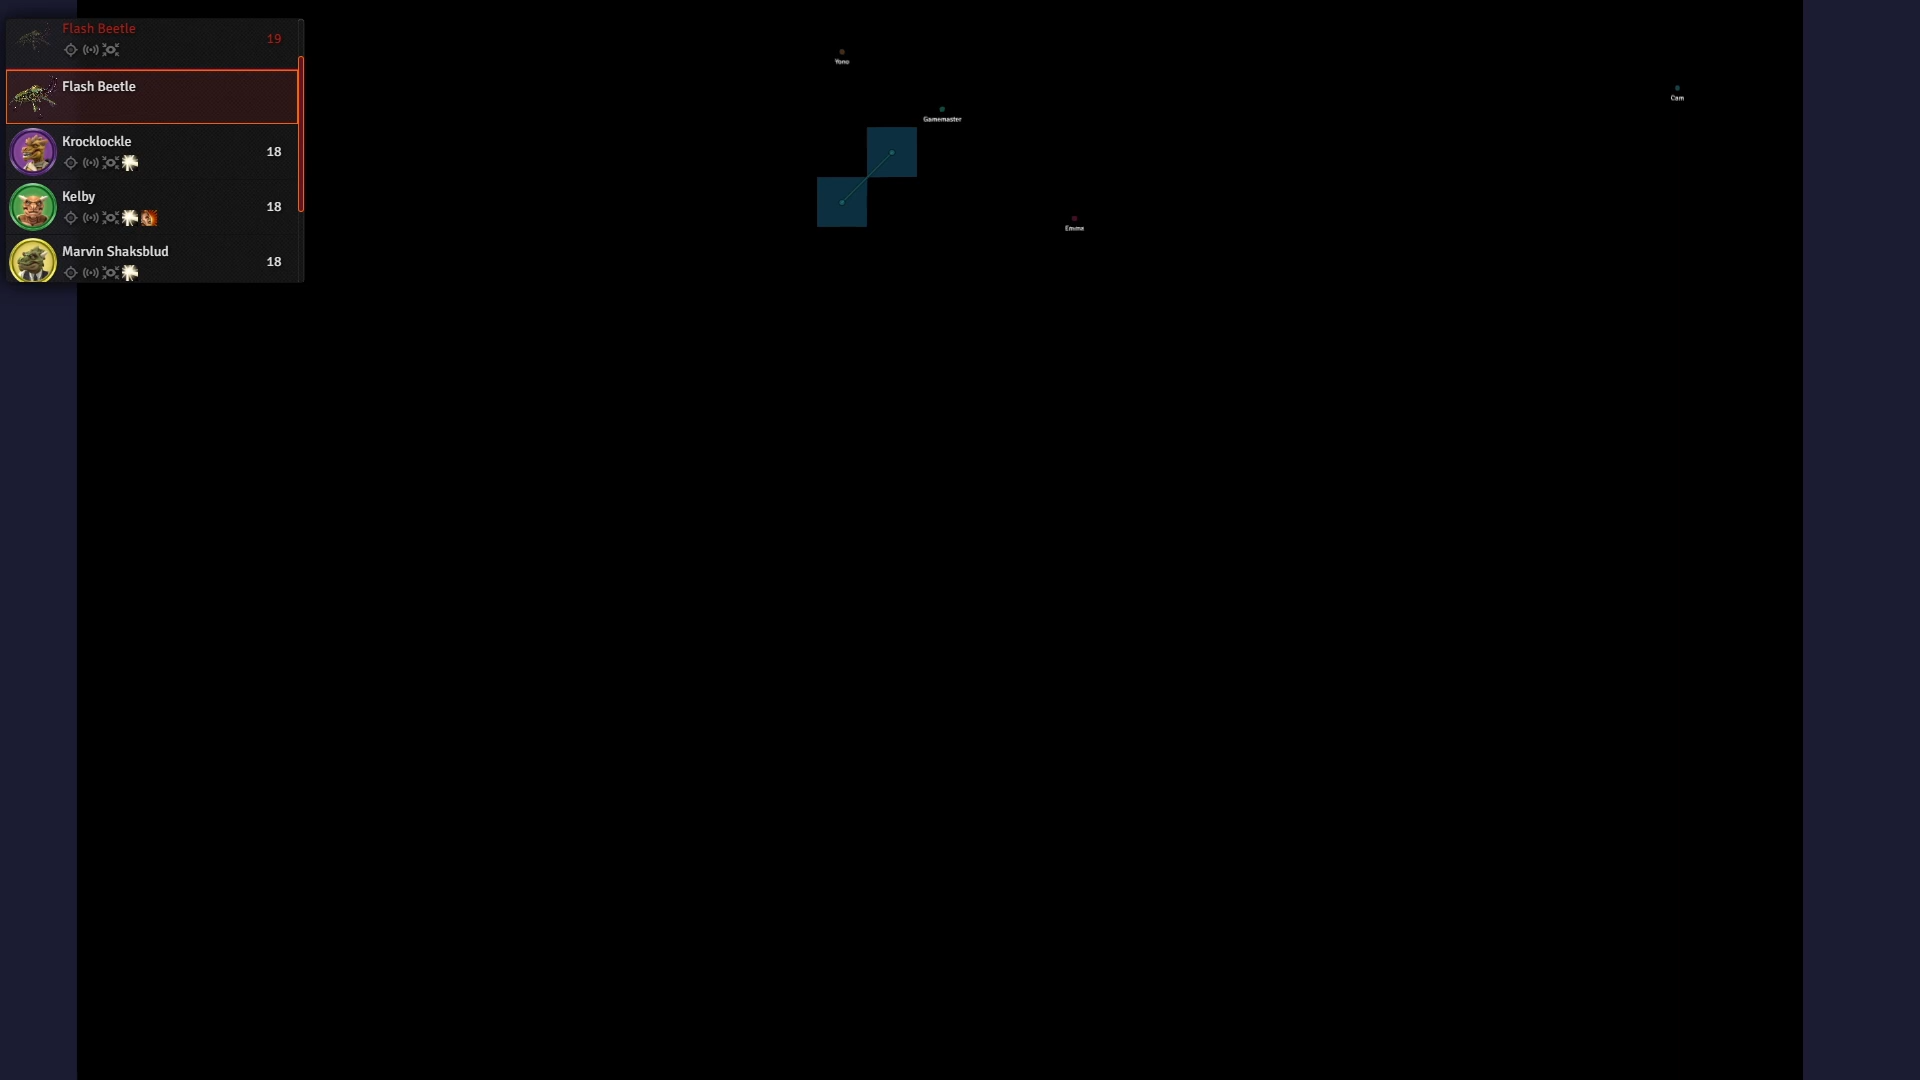 Flash Beetle
19
Flash Beetle
Krocklockle
18
Kelby
18
Marvin Shaksblud
18
Yono
Gamemaster
Cam
Emma